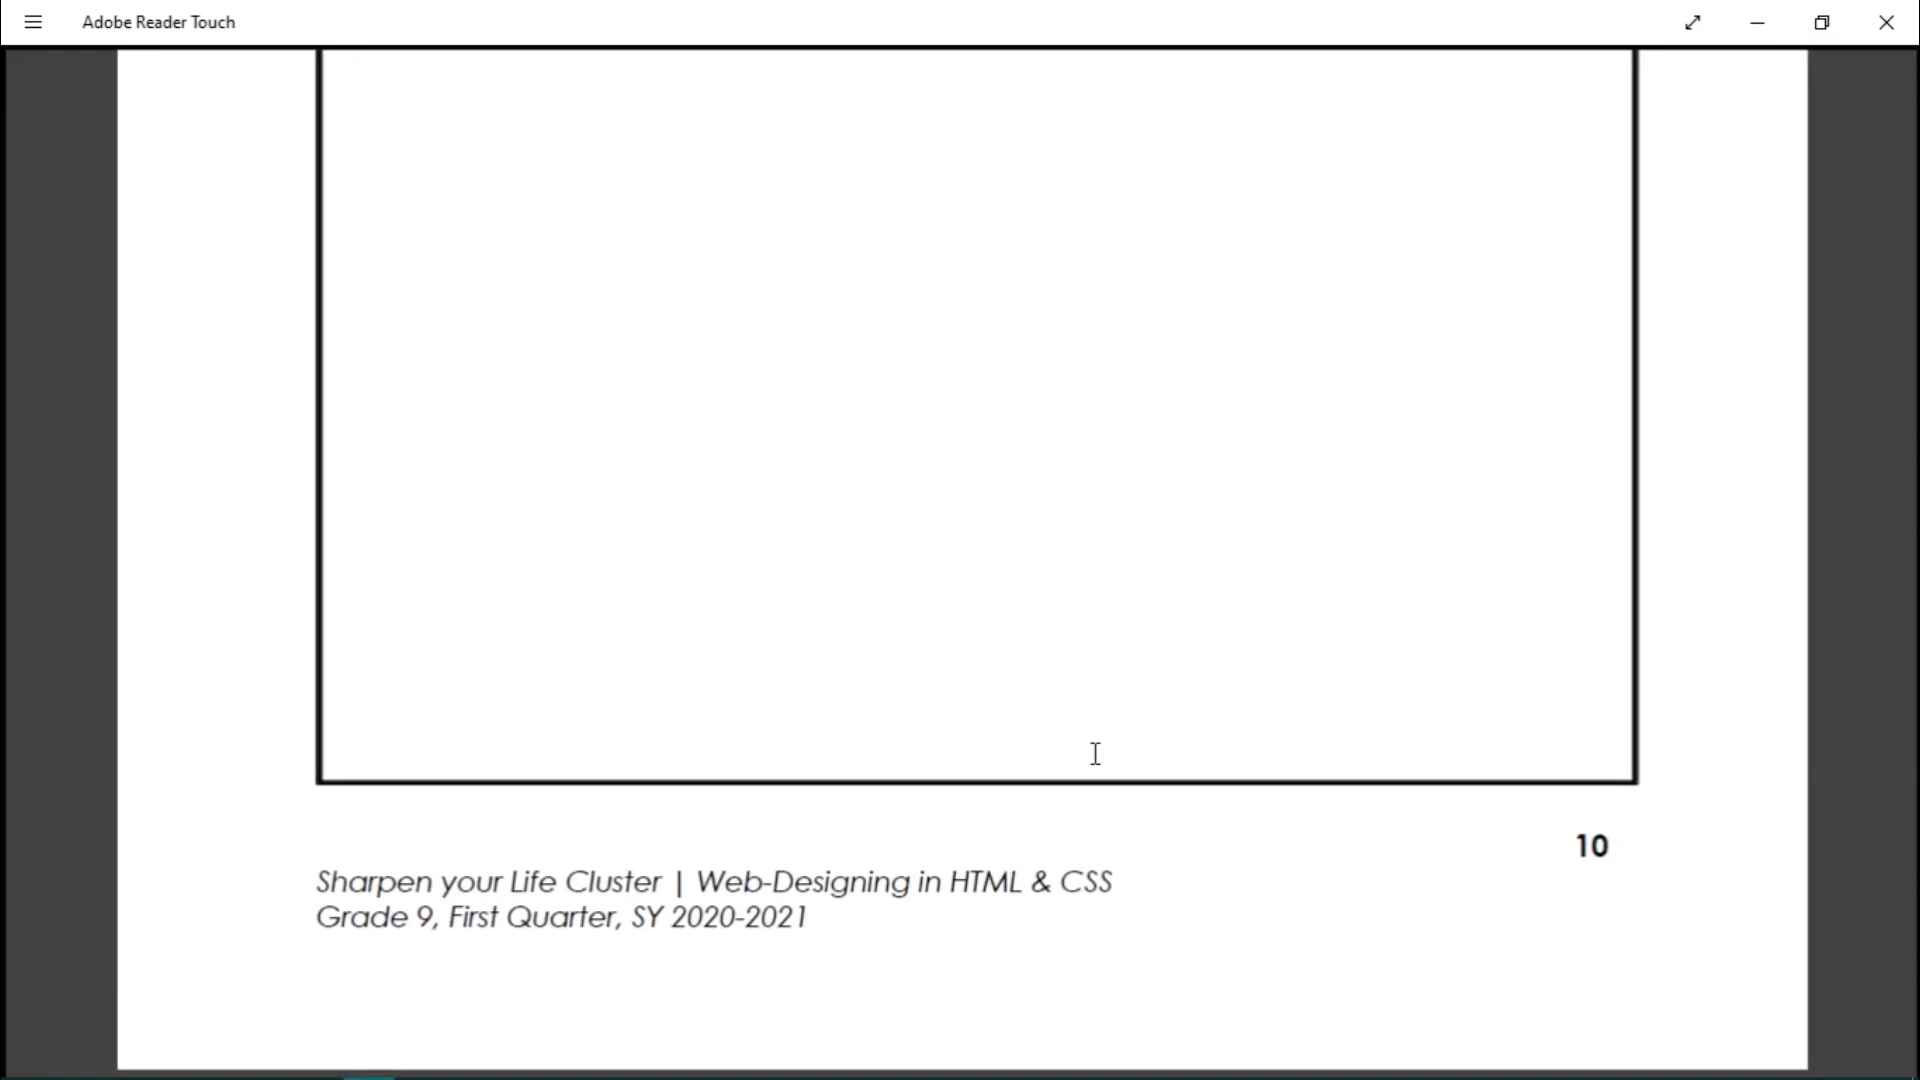 Adobe Reader Touch
10
Sharpen your Life Cluster | Web-Designing in HTML & CSS
Grade 9, First Quarter, SY 2020-2021